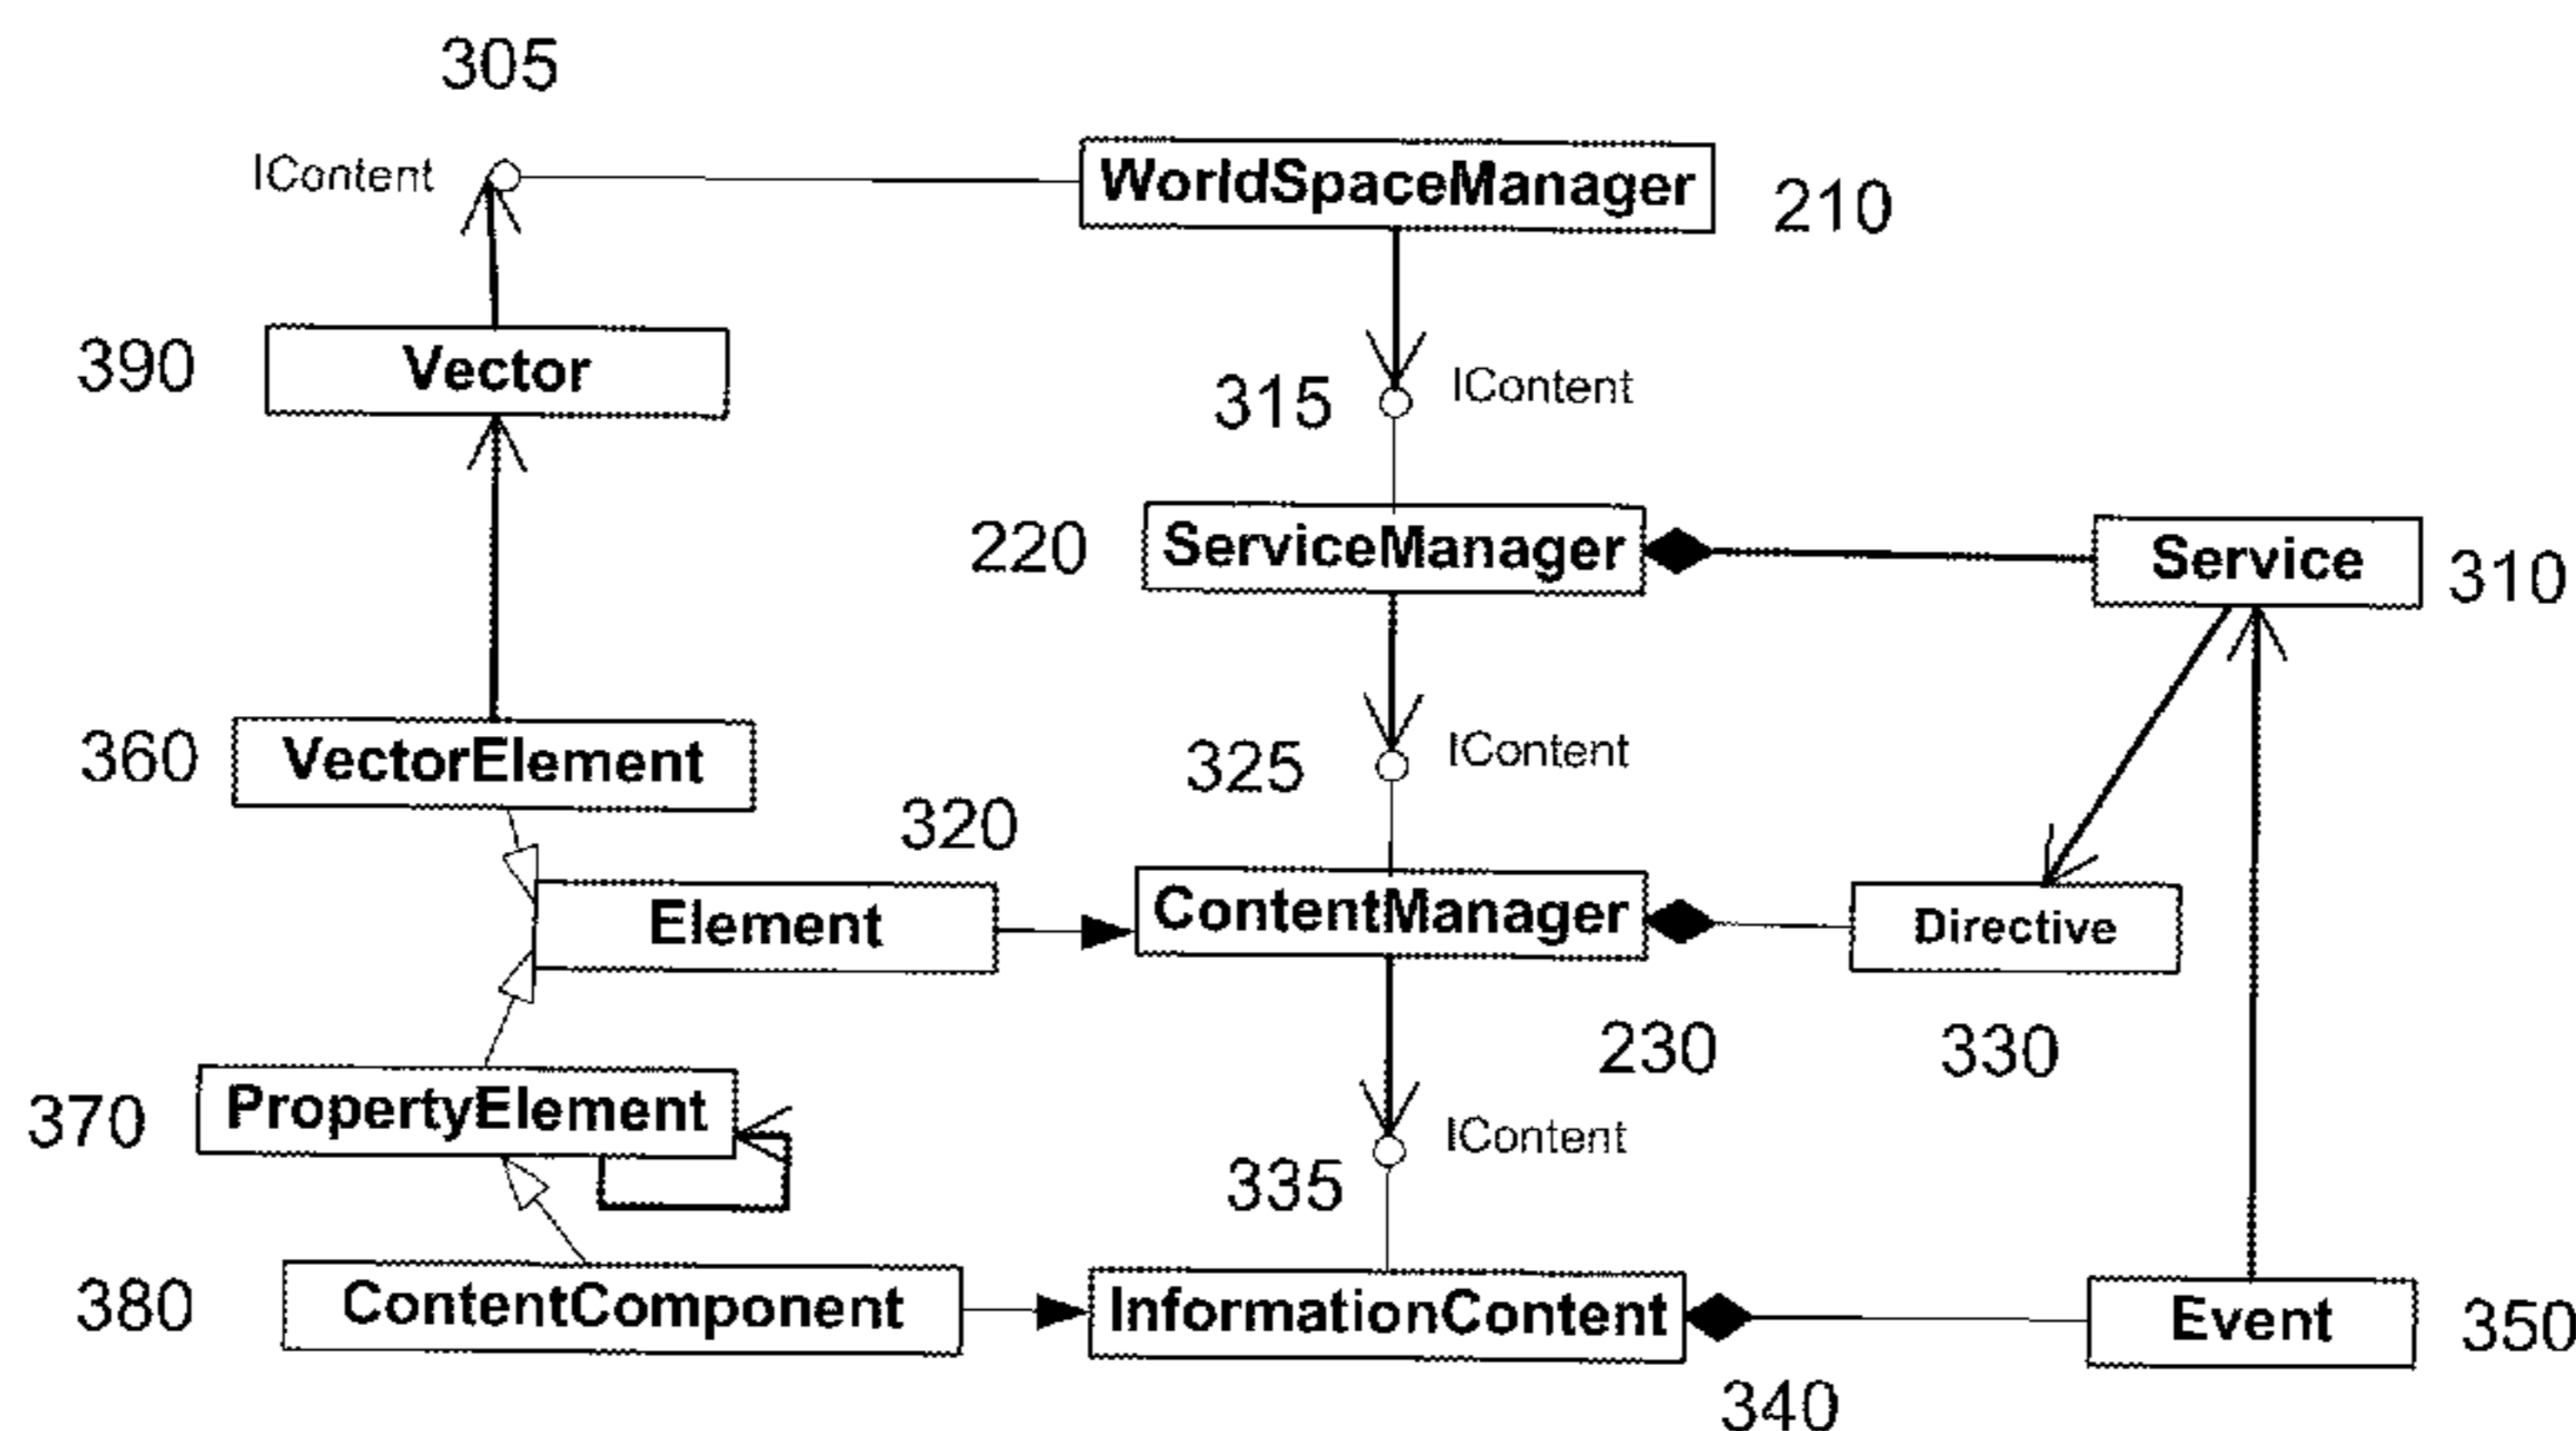 305
IContent
WorldSpaceManager
210
390
Vector
315
IContent
220
ServiceManager
Service
310
360
VectorElement
325
IContent
320
Element
ContentManager
Directive
230
330
370
PropertyElement
335
IContent
380
ContentComponent
InformationContent
Event
350
340